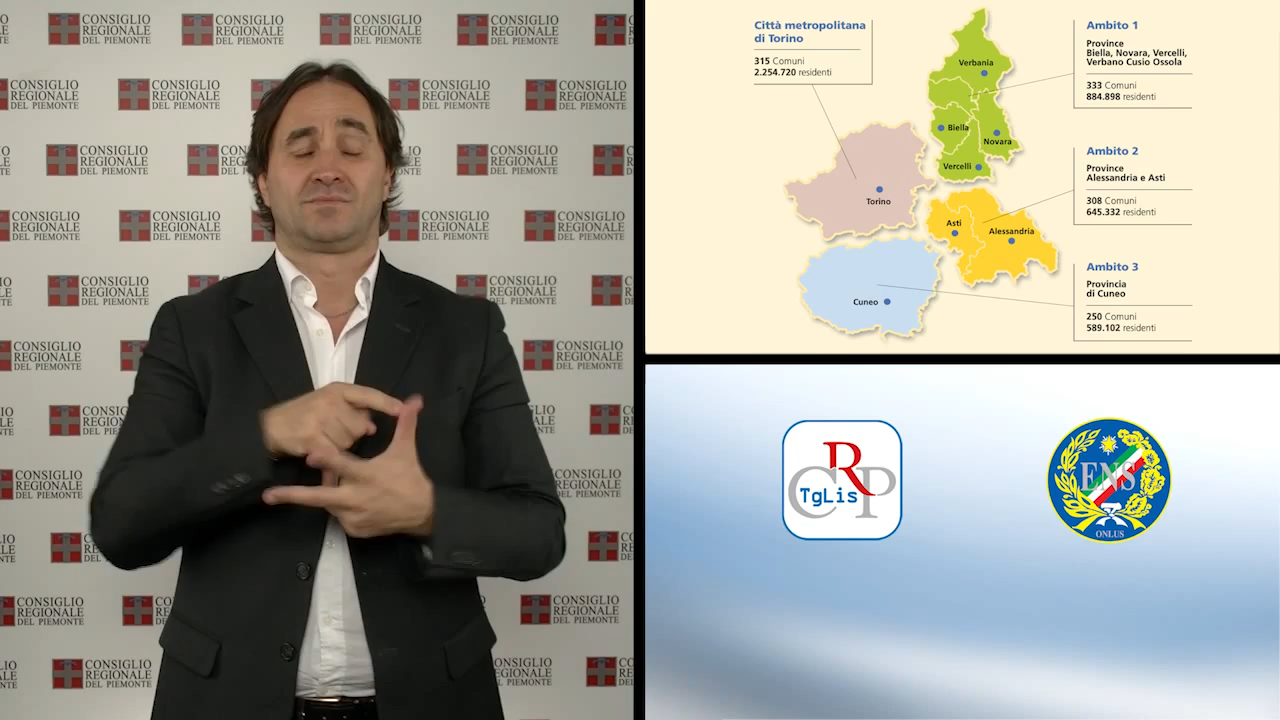 CONSIGLIO
REGIONALE
DEL PIEMONTE
Città metropolitana
di Torino
315 Comuni
2.254.720 residenti
Verbania
Biella
Novara
Vercelli
Torino
Asti
Alessandria
Cuneo
Ambito 1
Province
Biella, Novara, Vercelli,
Verbano Cusio Ossola
333 Comuni
884.898 residenti
Ambito 2
Province
Alessandria e Asti
308 Comuni
645.332 residenti
Ambito 3
Provincia
di Cuneo
250 Comuni
589.102 residenti
CRP
TgLis
ENS
ONLUS